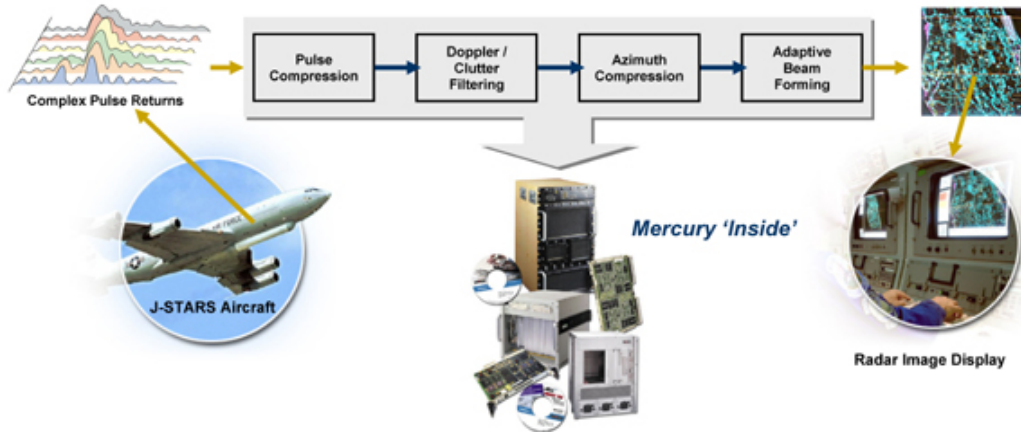 Complex Pulse Returns
Pulse
Compression
Doppler /
Clutter
Filtering
Azimuth
Compression
Adaptive
Beam
Forming
Mercury ‘Inside’
J-STARS Aircraft
Radar Image Display